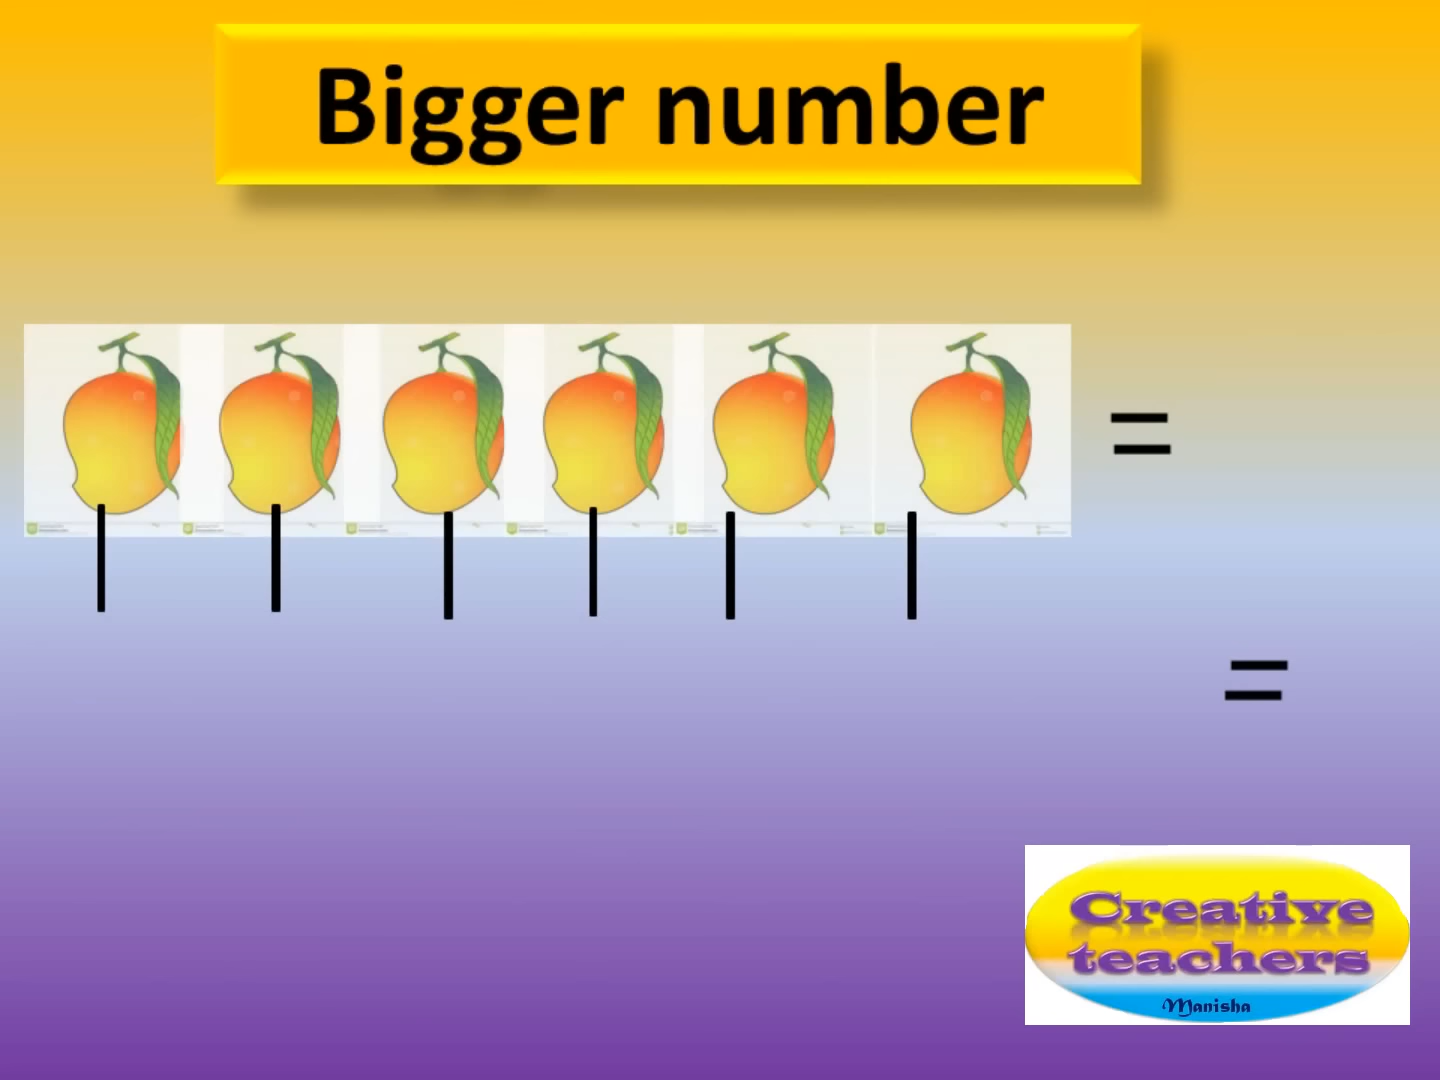 Bigger number
=
=
Creative
teachers
Manisha